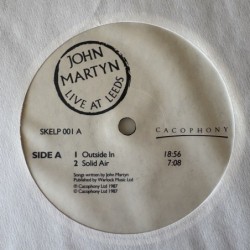 JOHN
MARTYN
LIVE AT LEEDS
SKELP 001 A
CACOPHONY
SIDE A
1 Outside In 18:56
2 Solid Air 7:08
Songs written by John Martyn
Published by Warlock Music Ltd
℗ Cacophony Ltd 1987
© Cacophony Ltd 1987